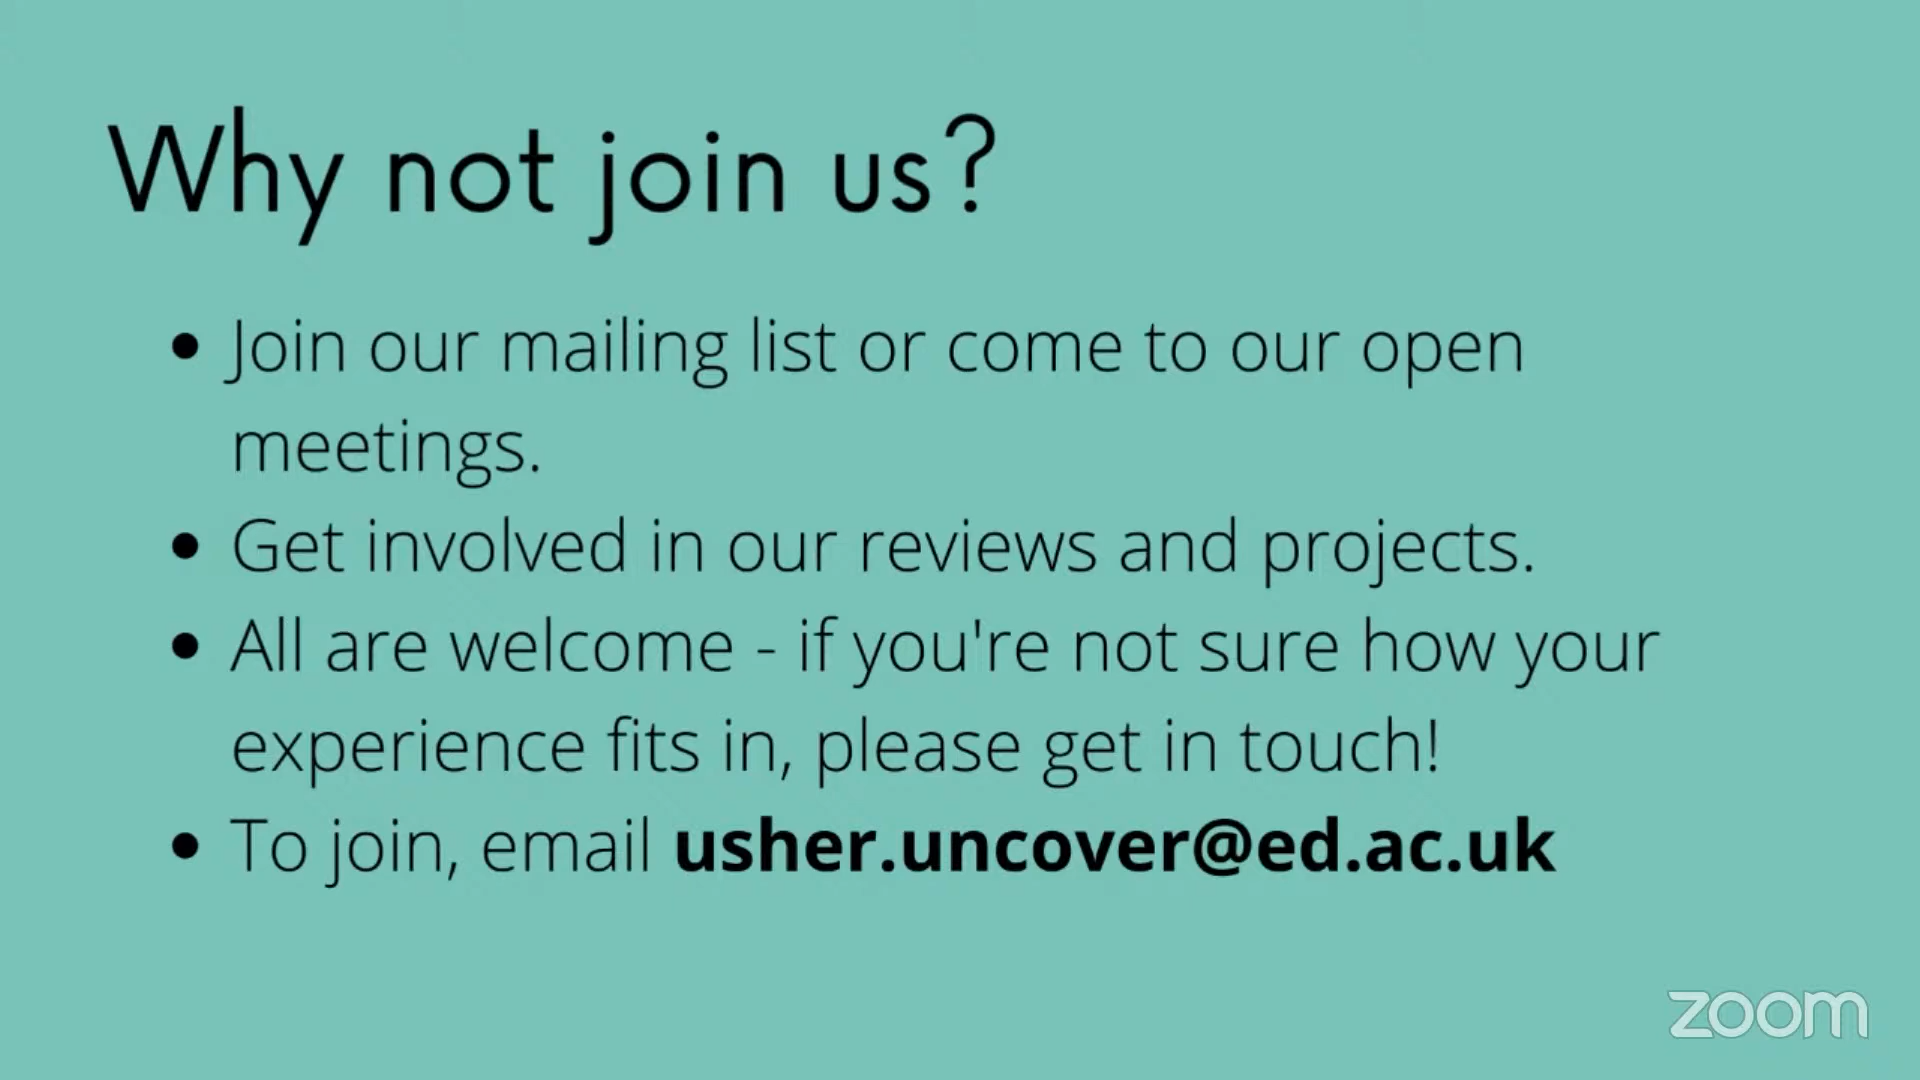 Why not join us?
• Join our mailing list or come to our open
meetings.
• Get involved in our reviews and projects.
• All are welcome - if you're not sure how your
experience fits in, please get in touch!
• To join, email usher.uncover@ed.ac.uk
zoom